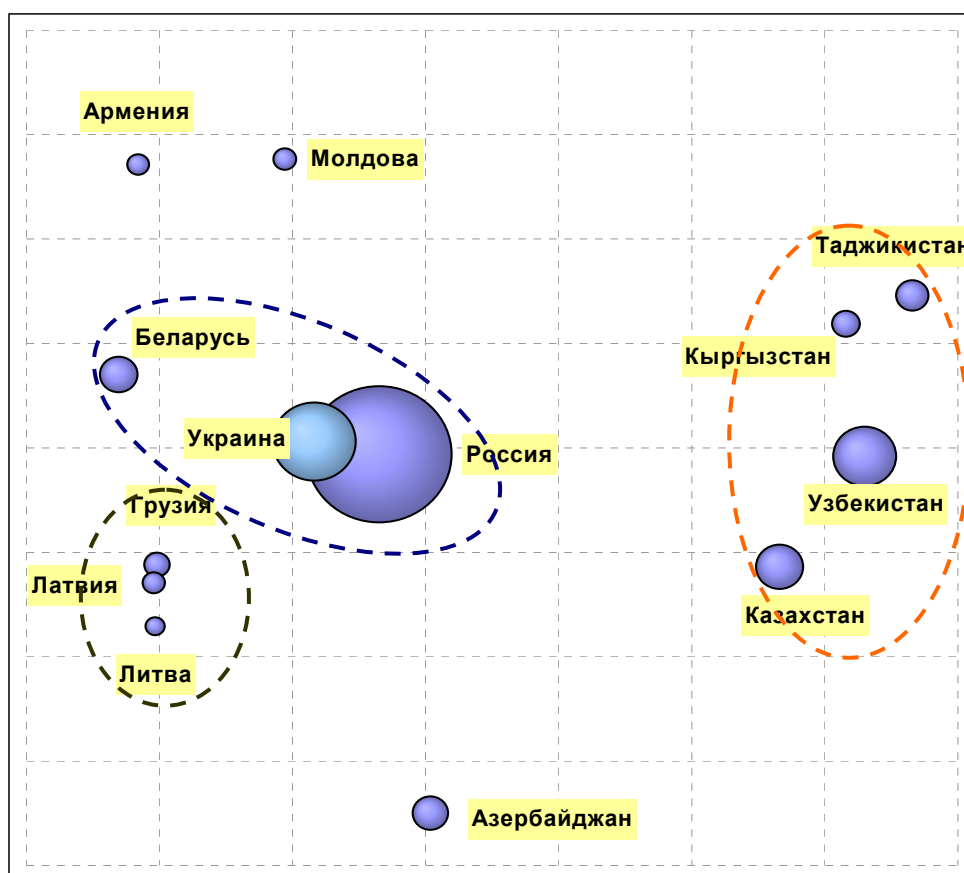 Армения
Молдова
Таджикистан
Беларусь
Кыргызстан
Украина
Россия
Грузия
Узбекистан
Латвия
Казахстан
Литва
Азербайджан